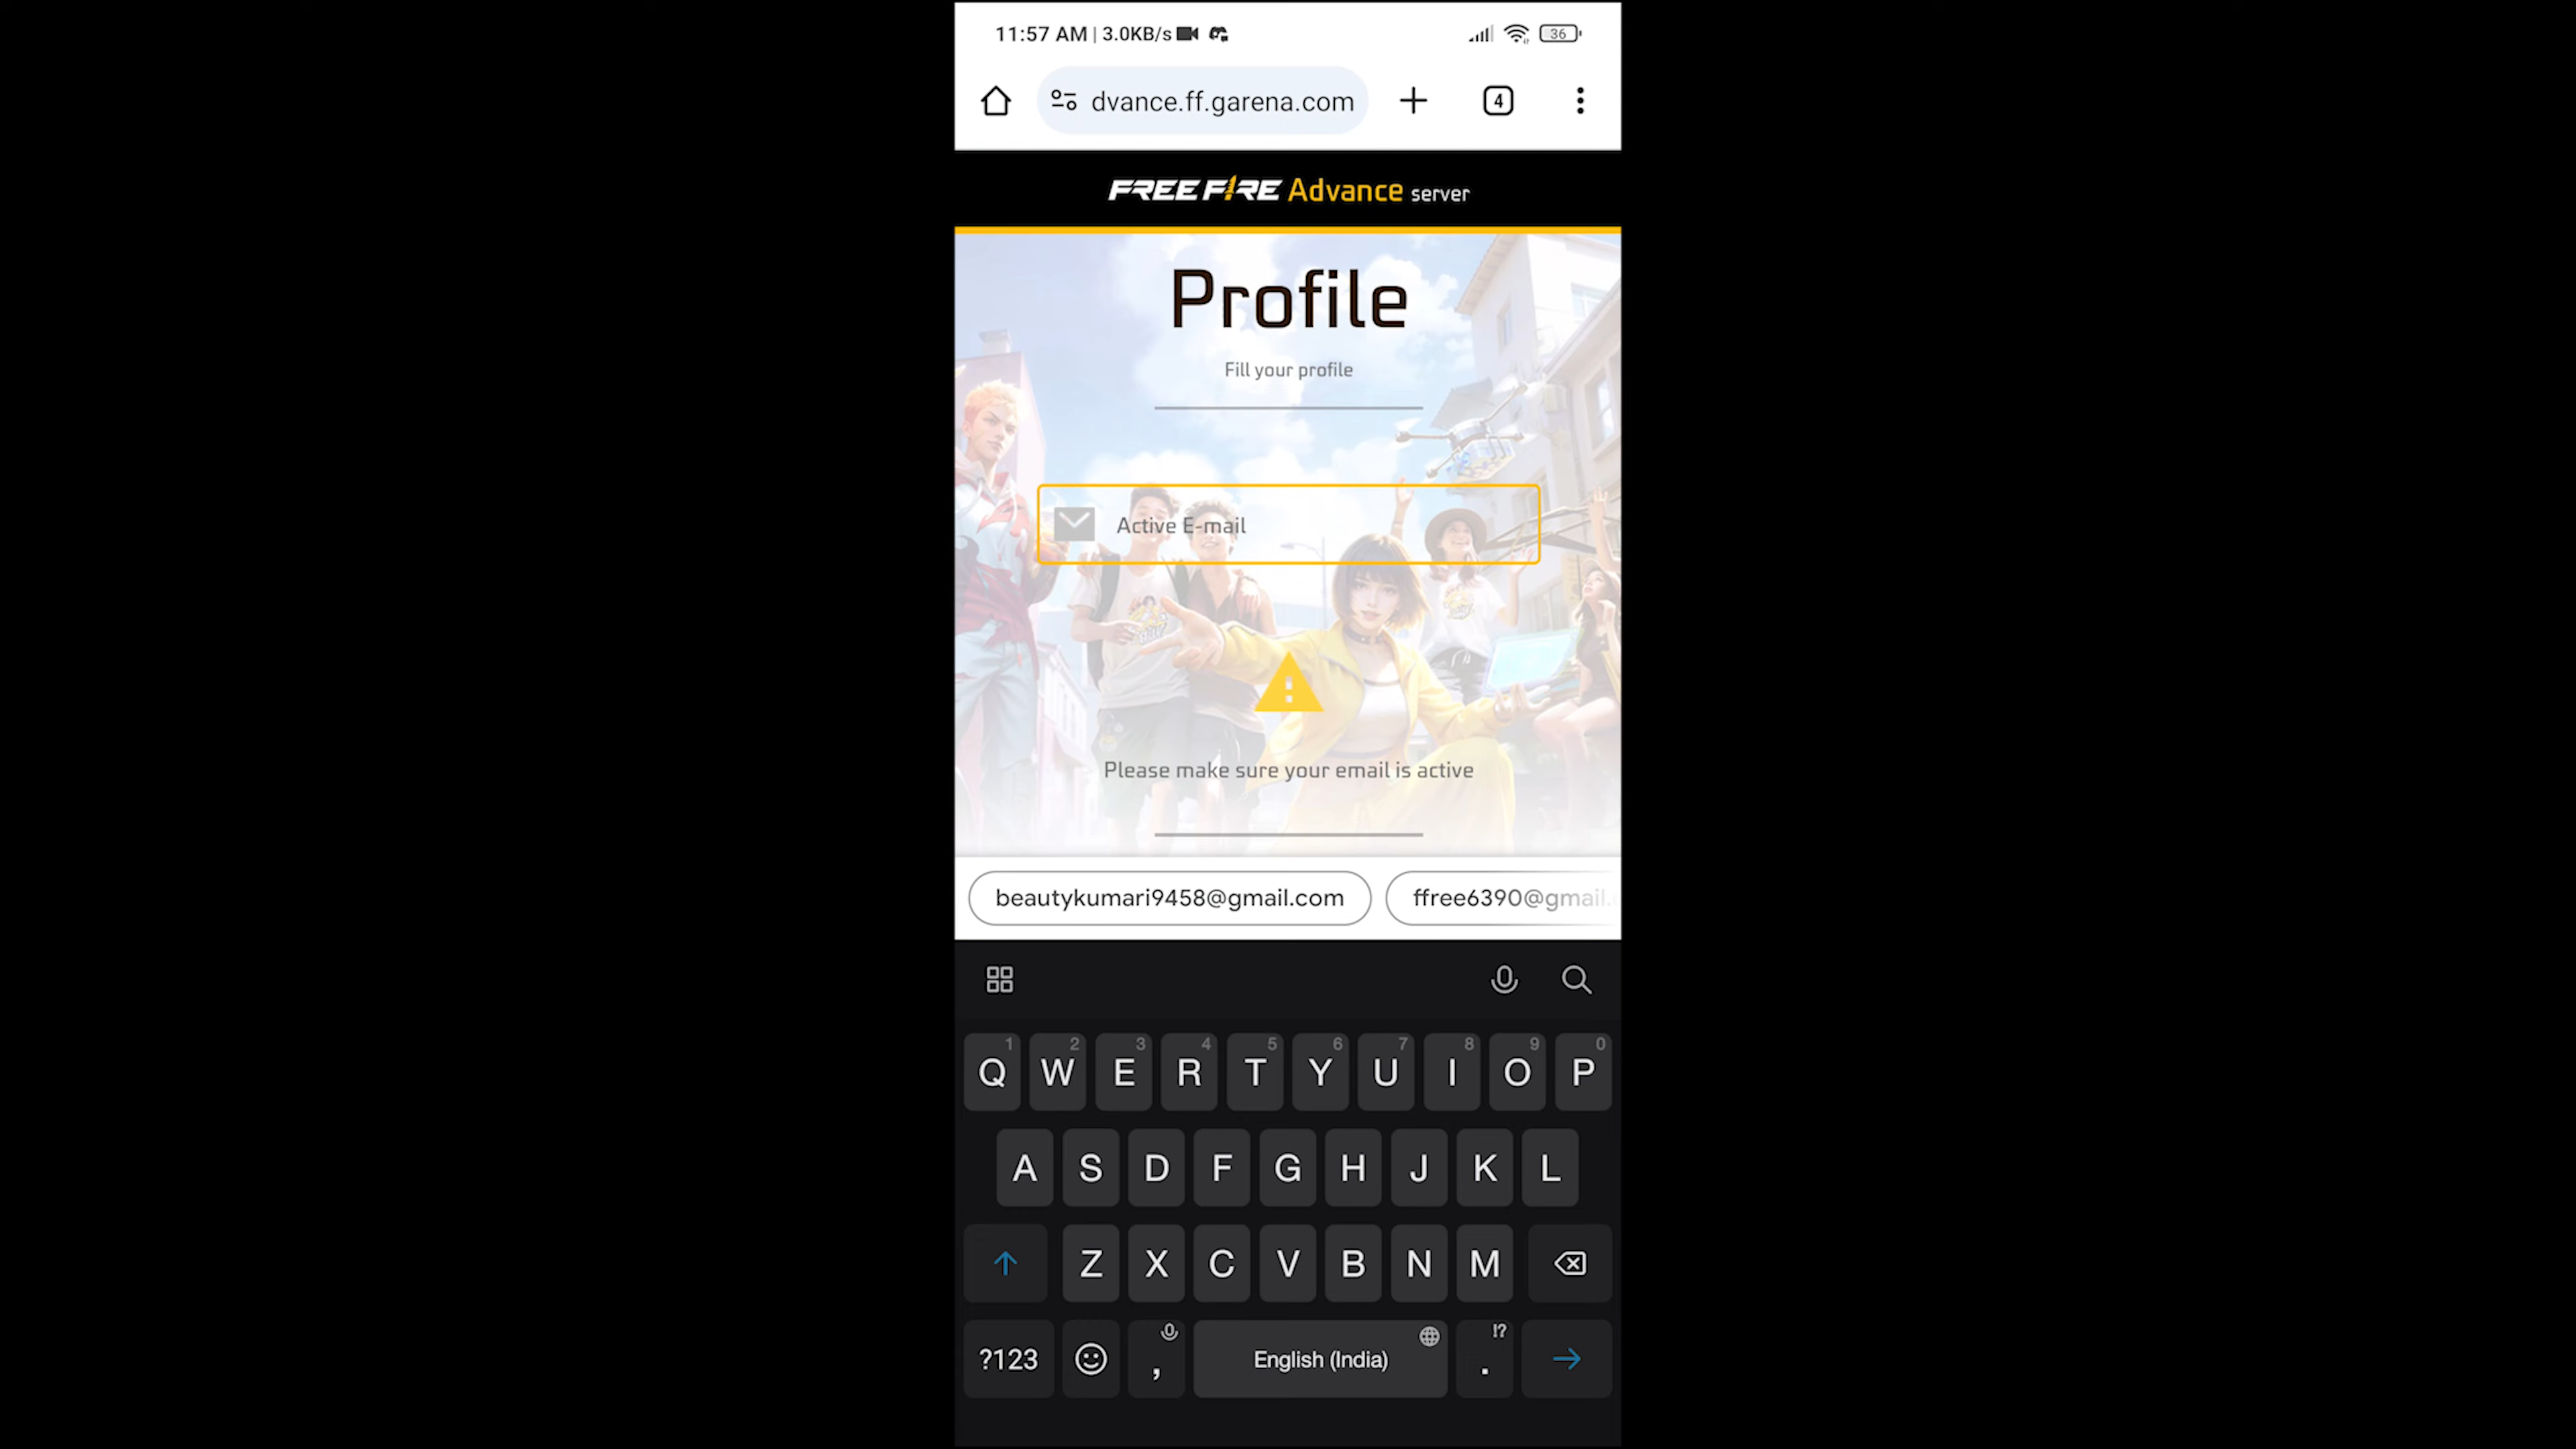 11:57 AM | 3.0KB/s
36
dvance.ff.garena.com
4
FREE FIRE Advance server
Profile
Fill your profile
Active E-mail
Please make sure your email is active
beautykumari9458@gmail.com
ffree6390@gmail.
1 2 3 4 5 6 7 8 9 0
Q W E R T Y U I O P
A S D F G H J K L
Z X C V B N M
!?
?123 , English (India) .